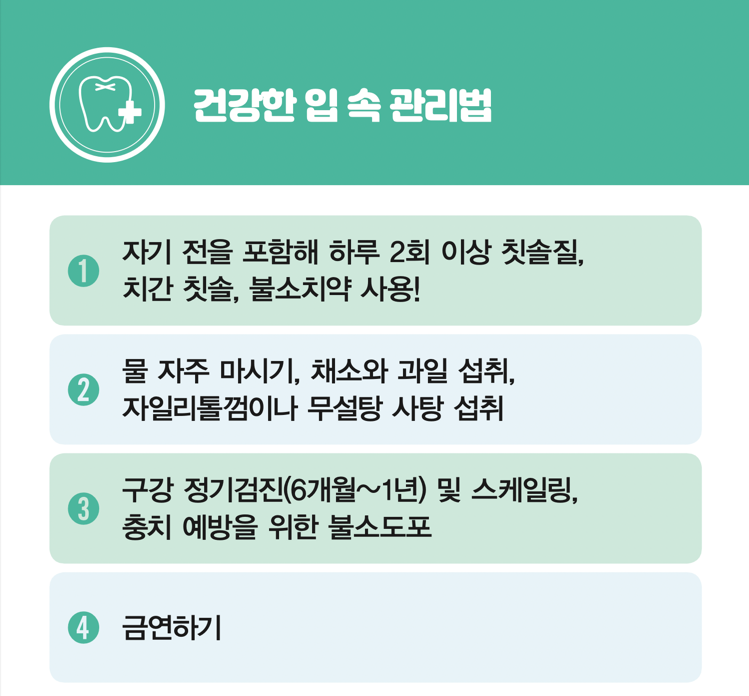 건강한 입 속 관리법
1 자기 전을 포함해 하루 2회 이상 칫솔질,
치간 칫솔, 불소치약 사용!
2 물 자주 마시기, 채소와 과일 섭취,
자일리톨껌이나 무설탕 사탕 섭취
3 구강 정기검진(6개월~1년) 및 스케일링,
충치 예방을 위한 불소도포
4 금연하기